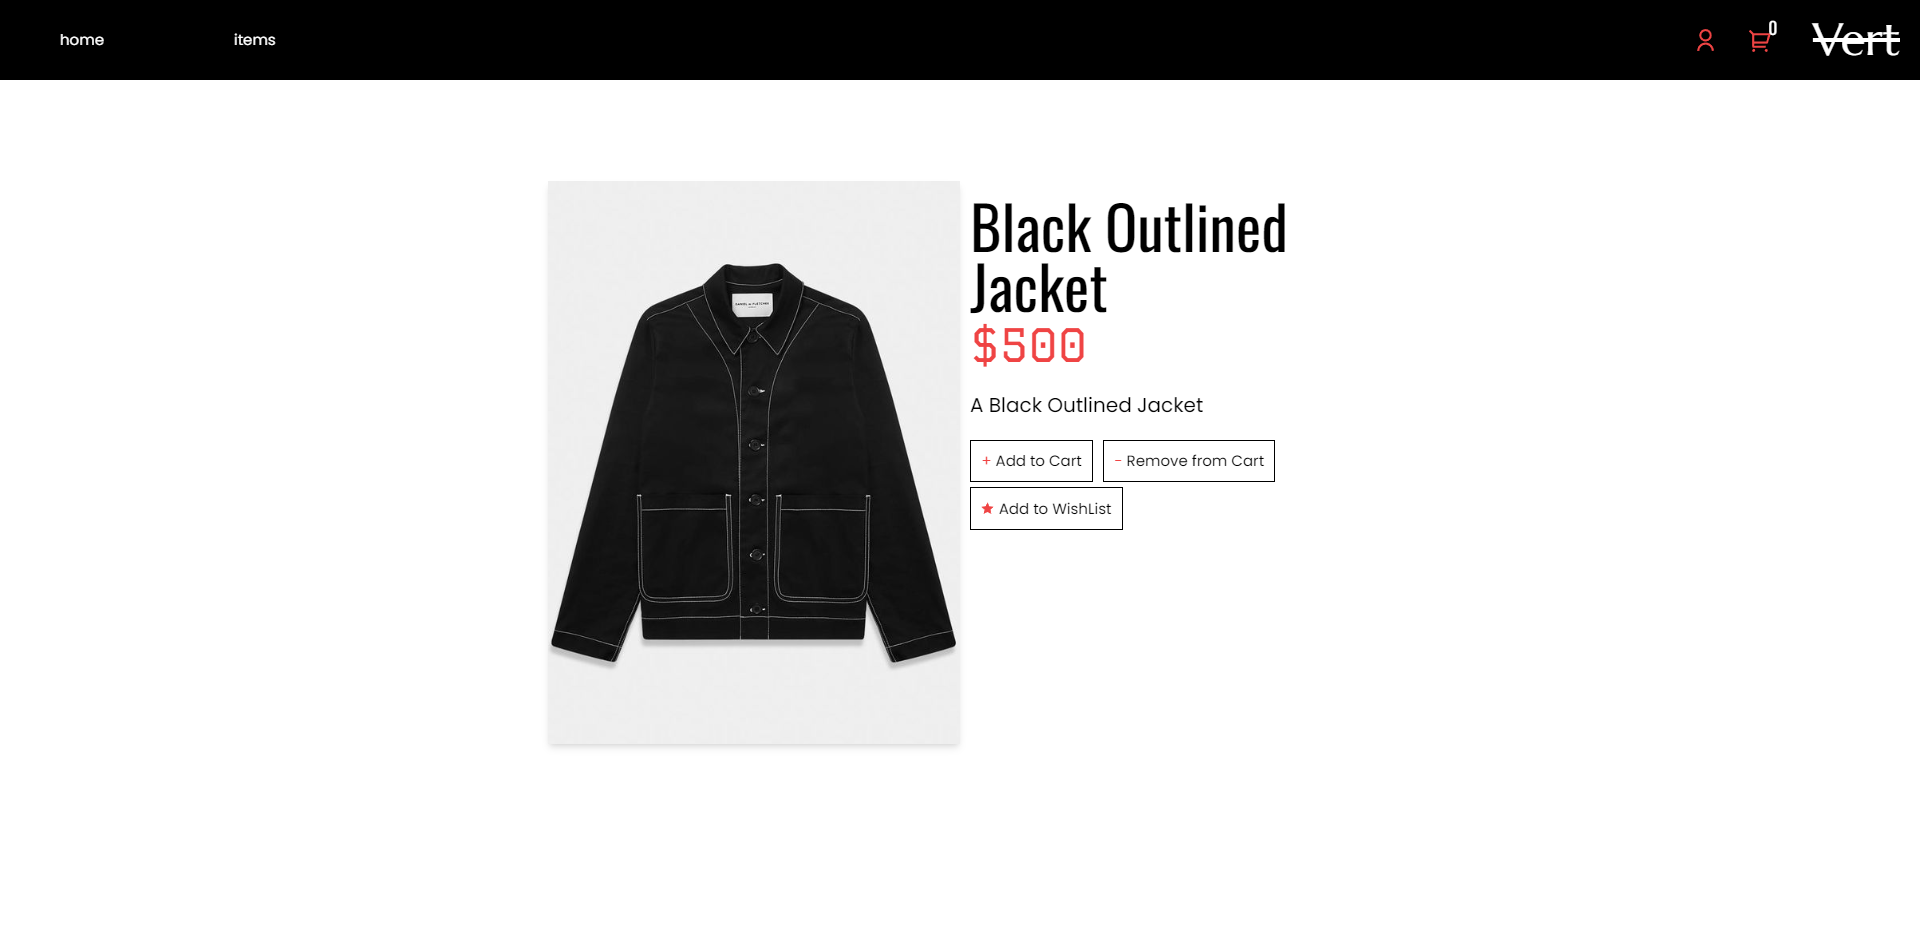 home
items
0
Vert
Black Outlined
Jacket
$500
A Black Outlined Jacket
+ Add to Cart
- Remove from Cart
Add to WishList